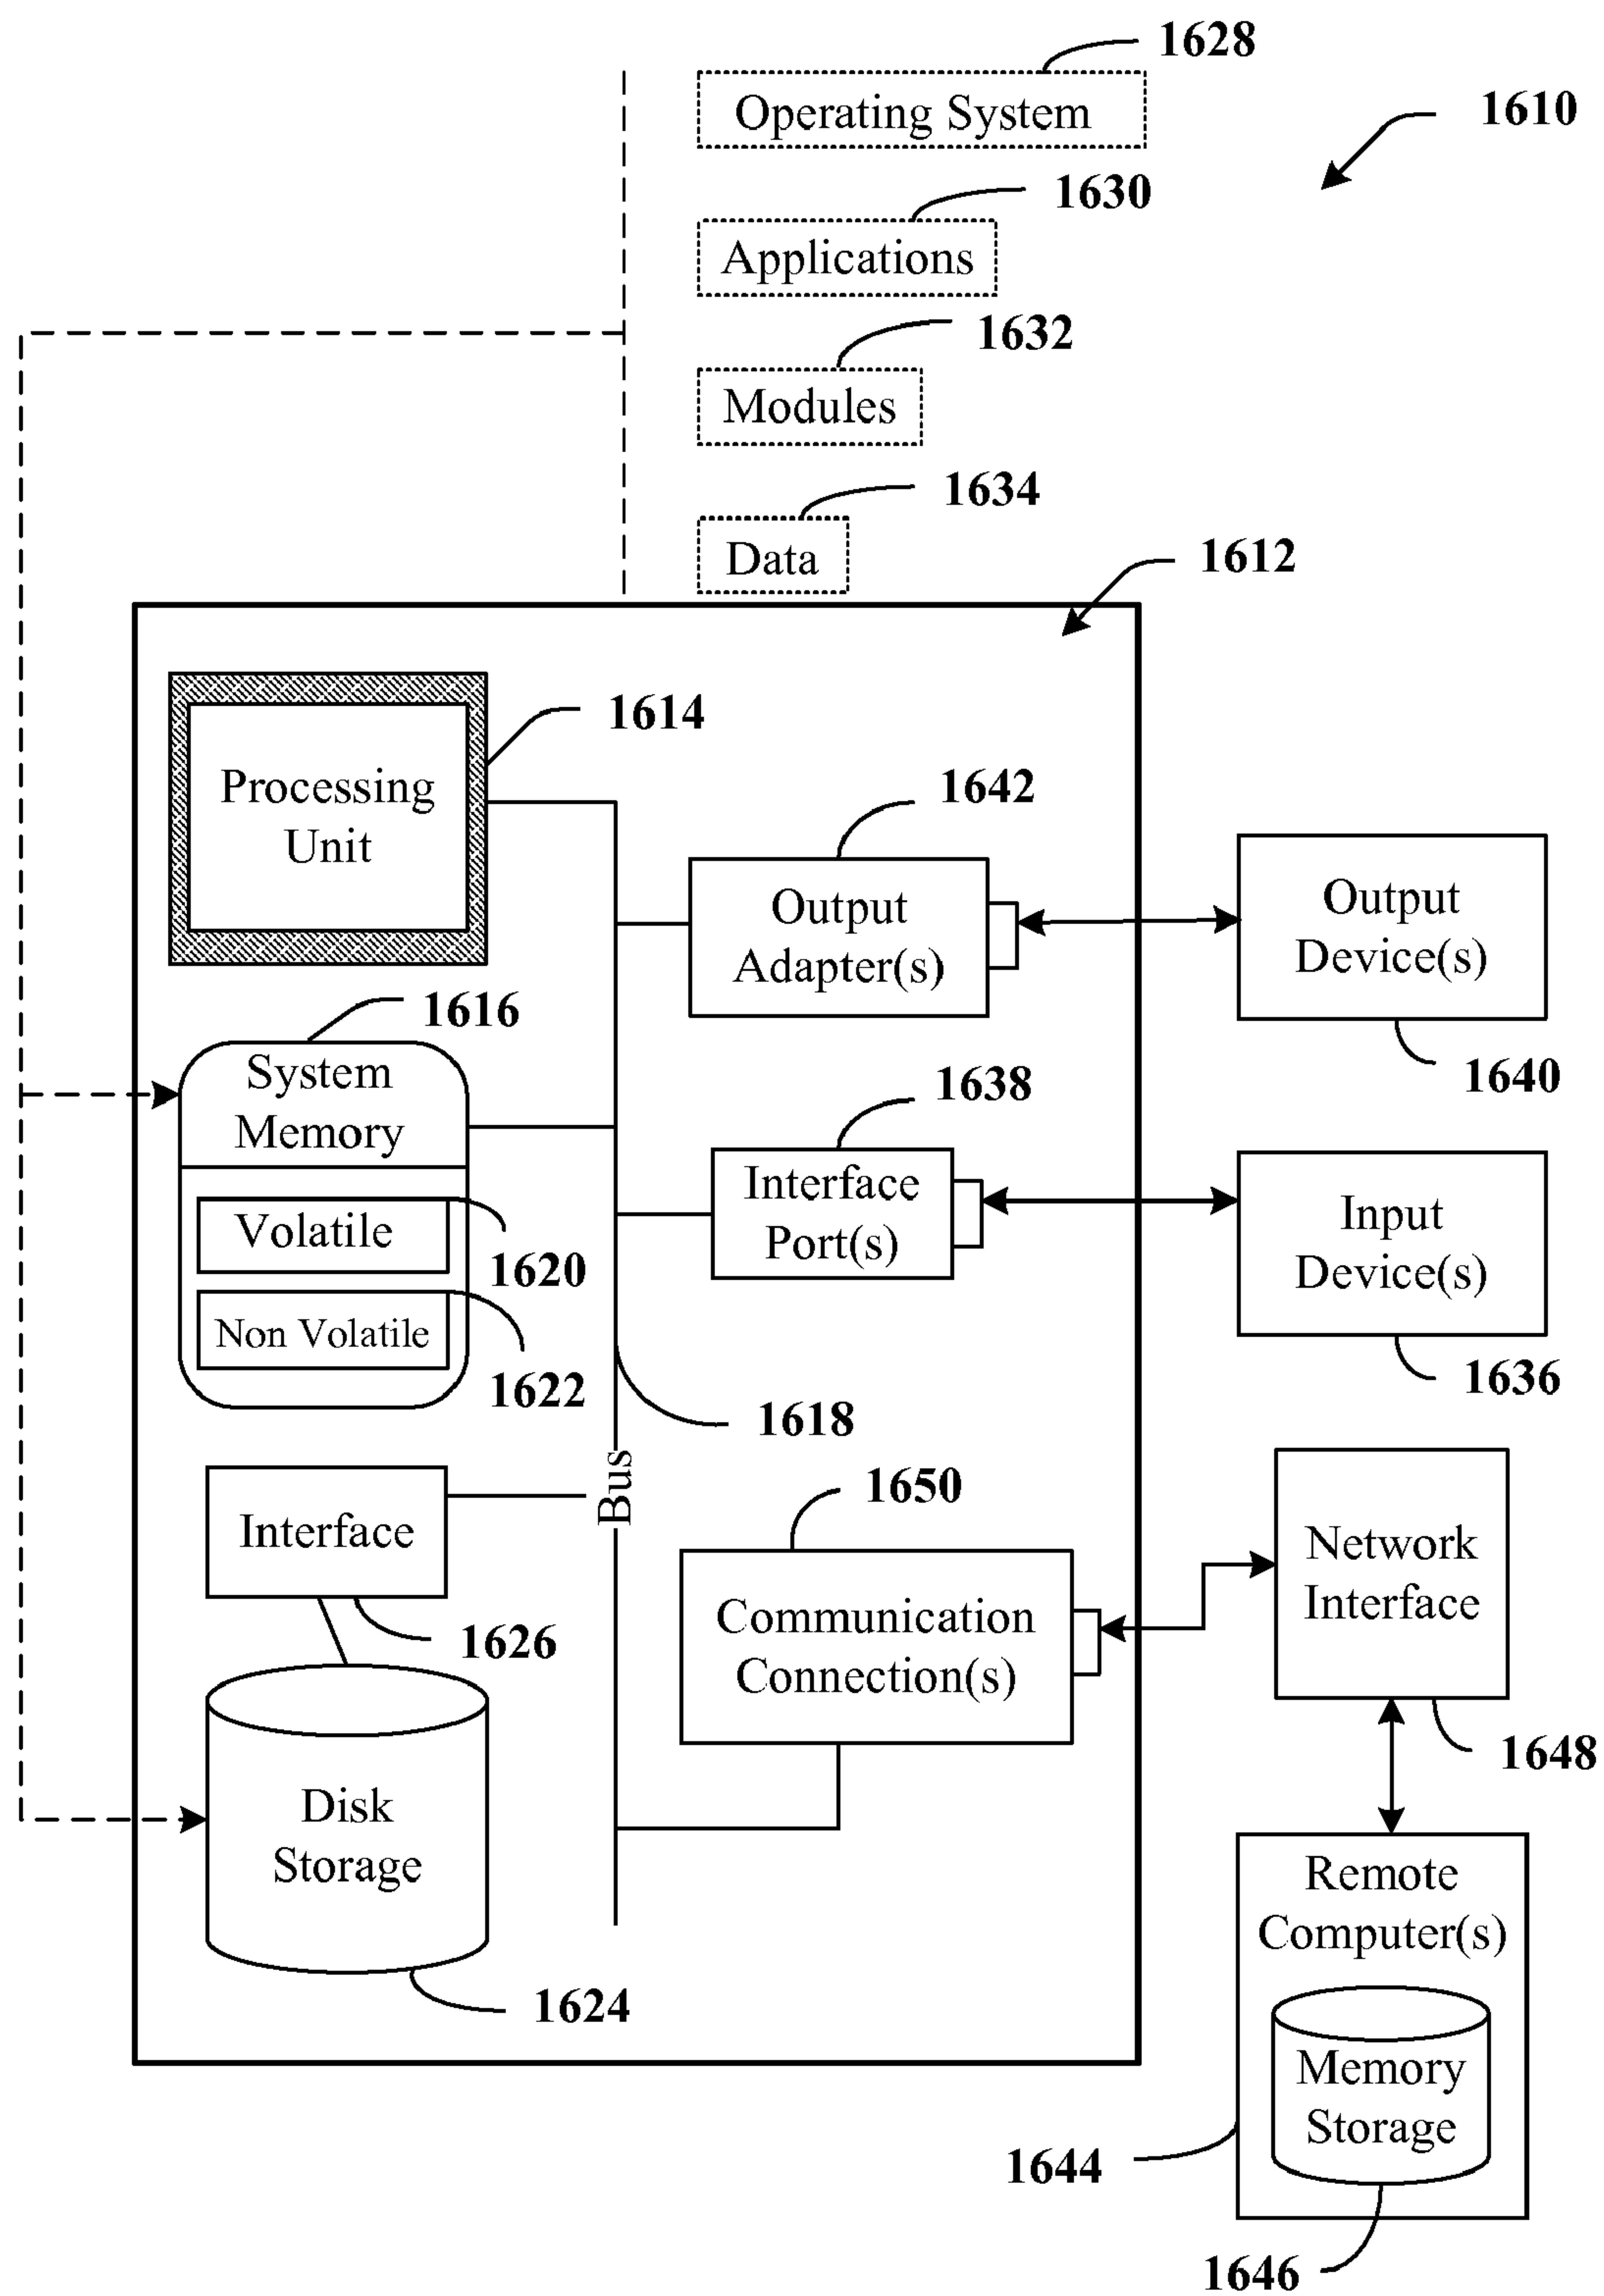 1628
Operating System
1610
1630
Applications
1632
Modules
1634
Data
1612
1614
Processing
Unit
1642
Output
Adapter(s)
Output
Device(s)
1640
1616
System
Memory
1638
Interface
Port(s)
Input
Device(s)
1636
Volatile
1620
Non Volatile
1622
1618
Bus
1650
Interface
1626
Communication
Connection(s)
Network
Interface
1648
Disk
Storage
1624
Remote
Computer(s)
Memory
Storage
1644
1646